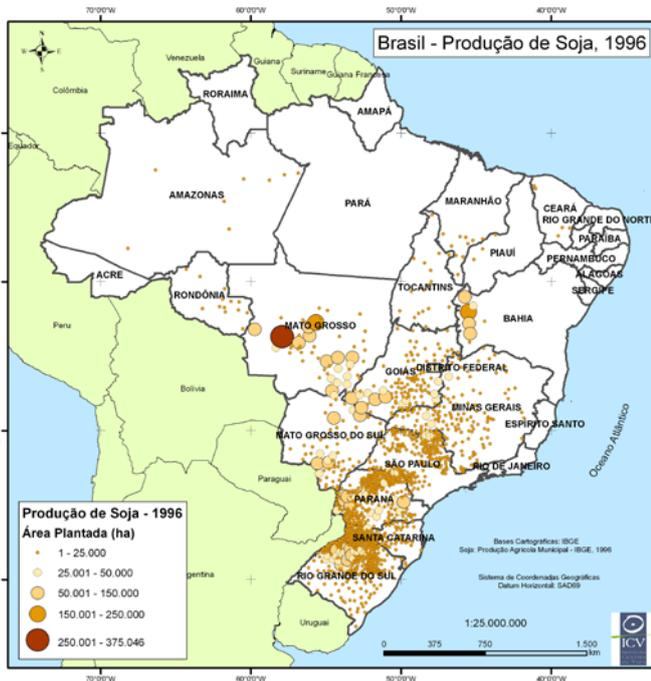 70°0'0"W
60°0'0"W
50°0'0"W
40°0'0"W
Brasil - Produção de Soja, 1996
N
W E
S
Venezuela
Guiana
Suriname
Guiana Francesa
Colômbia
RORAIMA
AMAPÁ
Equador
AMAZONAS
PARÁ
MARANHÃO
CEARÁ
RIO GRANDE DO NORTE
PARAÍBA
PIAUÍ
PERNAMBUCO
ACRE
ALAGOAS
RONDÔNIA
TOCANTINS
SERGIPE
BAHIA
Peru
MATO GROSSO
GOIÁS
DISTRITO FEDERAL
Bolívia
MINAS GERAIS
ESPÍRITO SANTO
MATO GROSSO DO SUL
Oceano Atlântico
SÃO PAULO
RIO DE JANEIRO
Paraguai
PARANÁ
SANTA CATARINA
RIO GRANDE DO SUL
Uruguai
Produção de Soja - 1996
Área Plantada (ha)
1 - 25.000
25.001 - 50.000
50.001 - 150.000
150.001 - 250.000
250.001 - 375.046
Bases Cartográficas: IBGE
Soja: Produção Agrícola Municipal - IBGE, 1996
Sistema de Coordenadas Geográficas
Datum Horizontal: SAD69
1:25.000.000
0 375 750 1.500
km
ICV
70°0'0"W
60°0'0"W
50°0'0"W
40°0'0"W